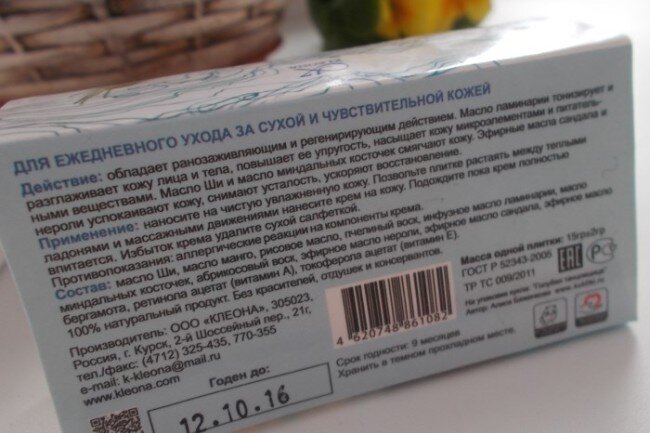 ДЛЯ ЕЖЕДНЕВНОГО УХОДА ЗА СУХОЙ И ЧУВСТВИТЕЛЬНОЙ КОЖЕЙ
Действие: обладает ранозаживляющим и регенирирующим действием. Масло ламинарии тонизирует и
разглаживает кожу лица и тела, повышает ее упругость, насыщает кожу микроэлементами и питатель-
ными веществами. Масло Ши и масло миндальных косточек смягчают кожу. Эфирные масла сандала и
нероли успокаивают кожу, снимают усталость, ускоряют восстановление.
Применение: наносите на чистую увлажненную кожу. Позвольте плитке растаять между теплыми
ладонями и массажными движениями нанесите крем на кожу. Подождите пока крем полностью
впитается. Избыток крема удалите сухой салфеткой.
Противопоказания: аллергические реакции на компоненты крема.
Состав: масло Ши, масло манго, рисовое масло, пчелиный воск, инфузное масло ламинарии, масло
миндальных косточек, абрикосовый воск, эфирное масло нероли, эфирное масло сандала, эфирное масло
бергамота, ретинола ацетат (витамин А), токоферола ацетат (витамин Е).
100% натуральный продукт. Без красителей, отдушек и консервантов.
Производитель: ООО «КЛЕОНА», 305023,
Россия, г. Курск, 2-й Шоссейный пер., 21г,
тел./факс: (4712) 325-435, 770-355
e-mail: k-kleona@mail.ru
www.kleona.com
4 620748 861082
Масса одной плитки: 15гр±2гр
ГОСТ Р 52343-2005
ТР ТС 009/2011
EAC
На упаковке купон:
Автор: Алиса
Срок годности: 9 месяцев
Хранить в темном прохладном месте.
Годен до:
12.10.16